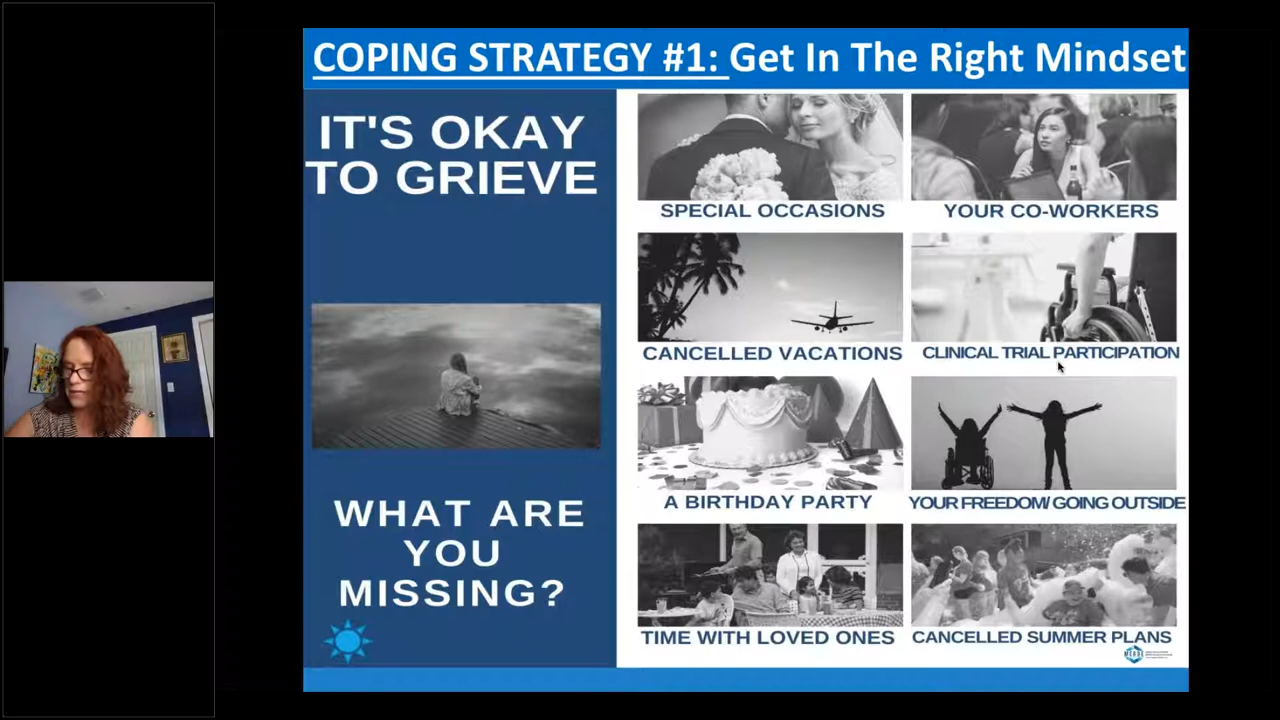 COPING STRATEGY #1: Get In The Right Mindset
IT'S OKAY
TO GRIEVE
WHAT ARE
YOU
MISSING?
SPECIAL OCCASIONS
YOUR CO-WORKERS
CANCELLED VACATIONS
CLINICAL TRIAL PARTICIPATION
A BIRTHDAY PARTY
YOUR FREEDOM/ GOING OUTSIDE
TIME WITH LOVED ONES
CANCELLED SUMMER PLANS